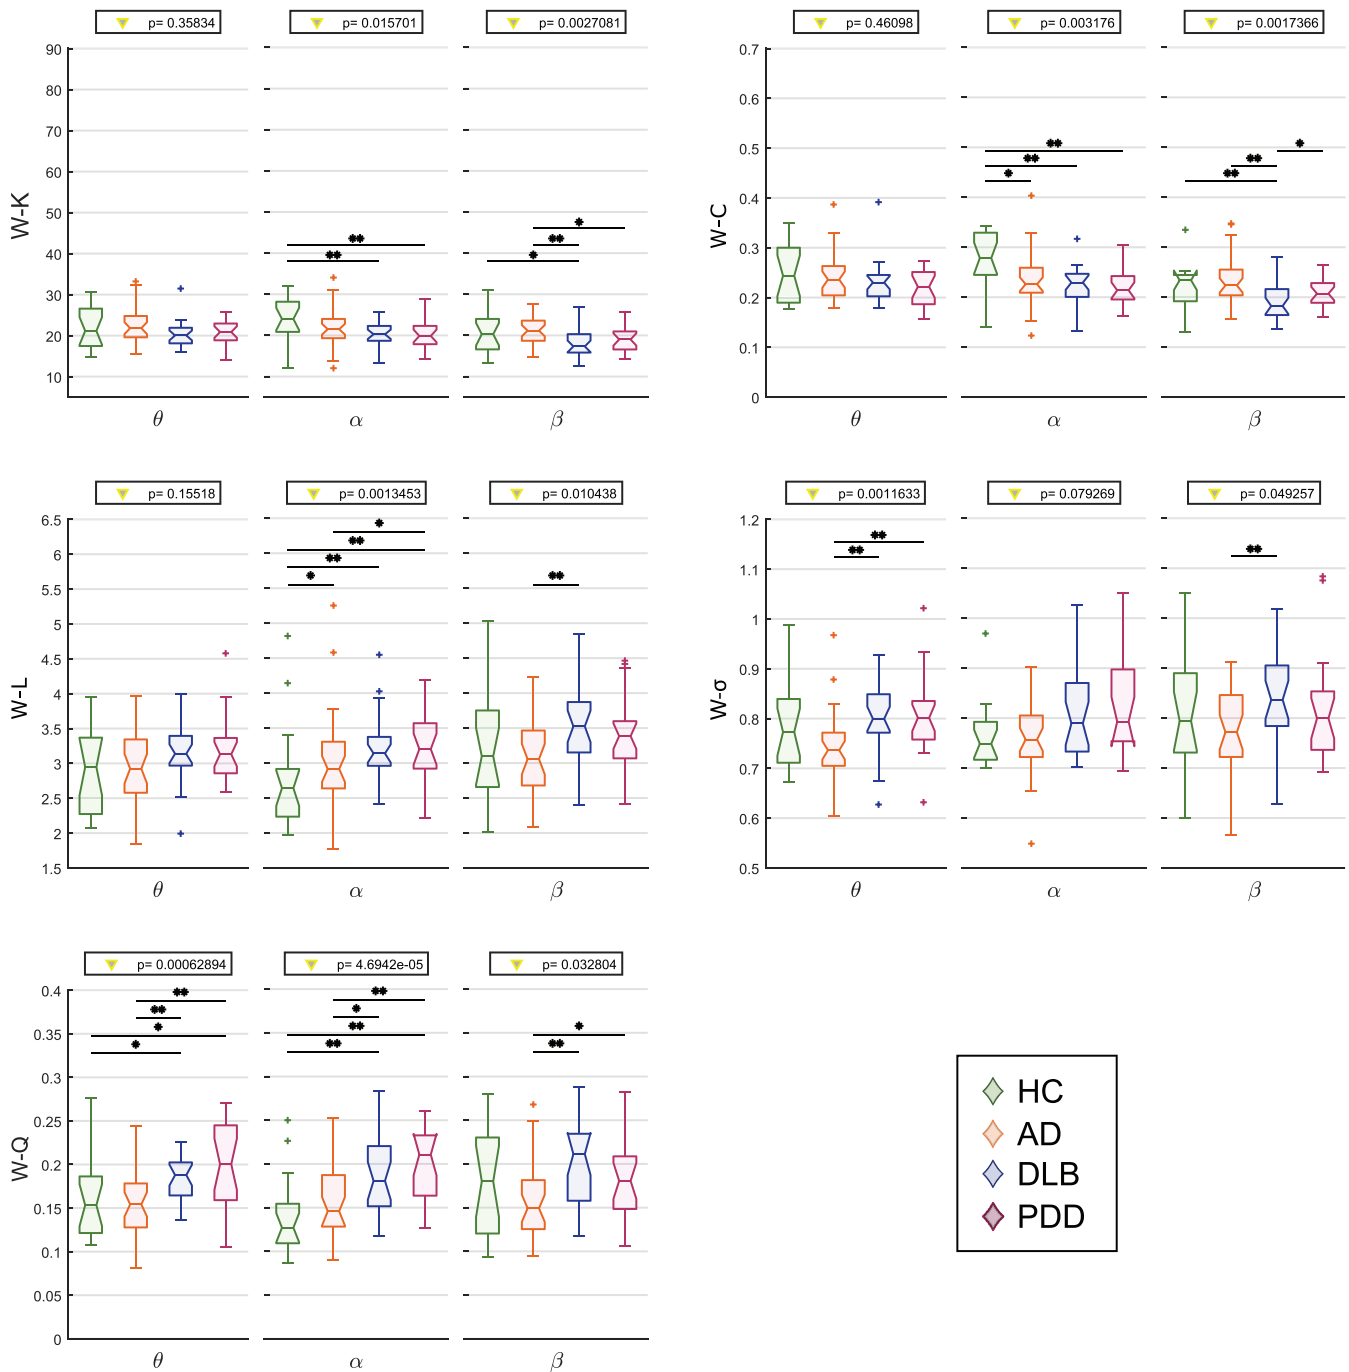 p= 0.35834 p= 0.015701 p= 0.0027081
90
80
70
60
50
40
30
20
10
W-K
** ** * ** *
θ α β
p= 0.46098 p= 0.003176 p= 0.0017366
0.7
0.6
0.5
0.4
0.3
0.2
0.1
0
W-C
** ** * * ** **
θ α β
p= 0.15518 p= 0.0013453 p= 0.010438
6.5
6
5.5
5
4.5
4
3.5
3
2.5
2
1.5
W-L
* ** ** * **
θ α β
p= 0.0011633 p= 0.079269 p= 0.049257
1.2
1.1
1
0.9
0.8
0.7
0.6
0.5
W-σ
** ** **
θ α β
p= 0.00062894 p= 4.6942e-05 p= 0.032804
0.4
0.35
0.3
0.25
0.2
0.15
0.1
0.05
0
W-Q
** ** * * ** * ** ** * **
θ α β
HC
AD
DLB
PDD